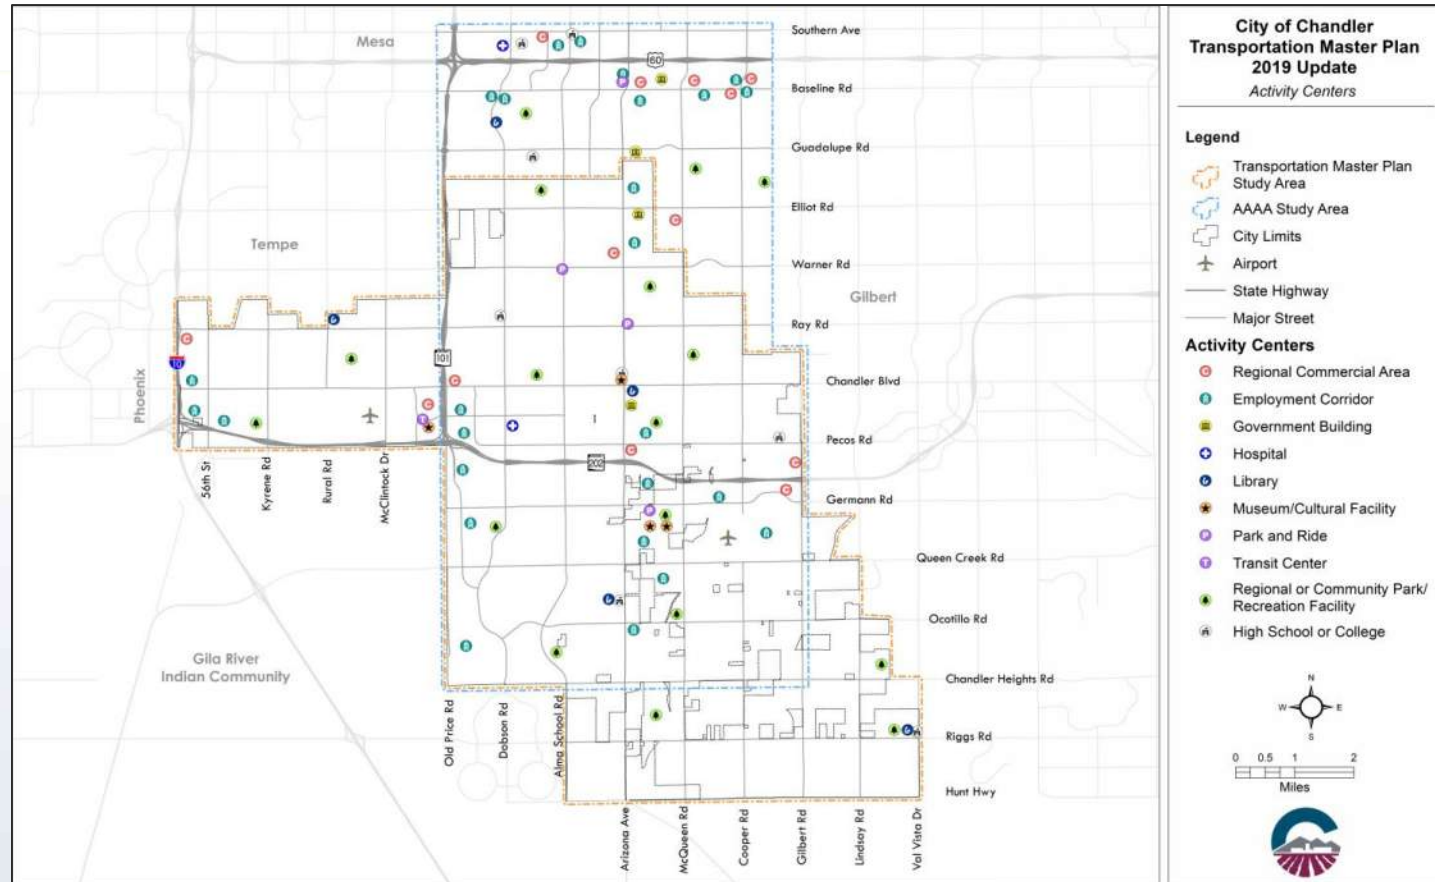 City of Chandler
Transportation Master Plan
2019 Update
Activity Centers
Legend
Transportation Master Plan
Study Area
AAAA Study Area
City Limits
Airport
State Highway
Major Street
Activity Centers
Regional Commercial Area
Employment Corridor
Government Building
Hospital
Library
Museum/Cultural Facility
Park and Ride
Transit Center
Regional or Community Park/
Recreation Facility
High School or College
N
W
E
S
0 0.5 1 2
Miles
Mesa
Tempe
Gilbert
Phoenix
Gila River
Indian Community
Southern Ave
60
Baseline Rd
Guadalupe Rd
Elliot Rd
Warner Rd
Ray Rd
Chandler Blvd
Pecos Rd
Germann Rd
Queen Creek Rd
Ocotillo Rd
Chandler Heights Rd
Riggs Rd
Hunt Hwy
10
101
202
56th St
Kyrene Rd
Rural Rd
McClintock Dr
Old Price Rd
Dobson Rd
Alma School Rd
Arizona Ave
McQueen Rd
Cooper Rd
Gilbert Rd
Lindsay Rd
Val Vista Dr